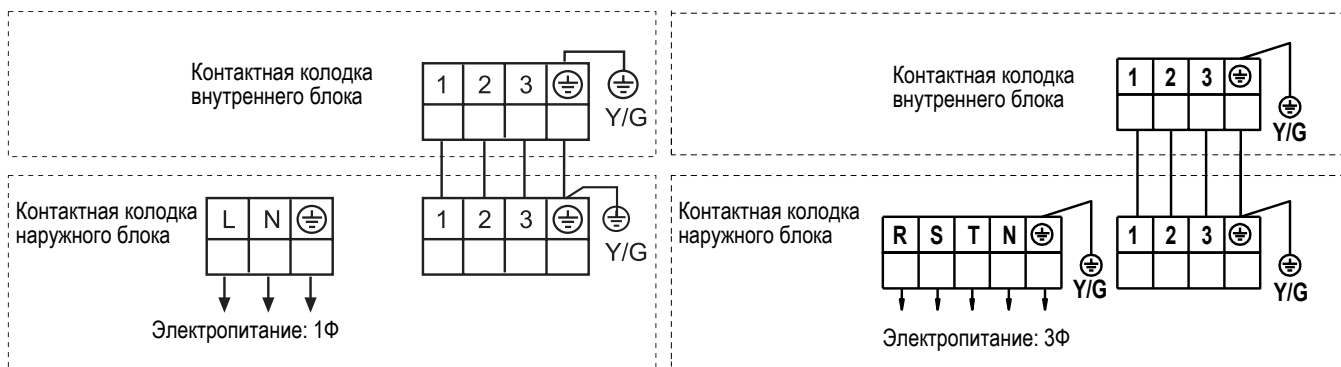 Контактная колодка
внутреннего блока
1 2 3
Y/G
Контактная колодка
наружного блока
L N
1 2 3
Y/G
Электропитание: 1Ф
Контактная колодка
внутреннего блока
1 2 3
Y/G
Контактная колодка
наружного блока
R S T N
Y/G
1 2 3
Y/G
Электропитание: 3Ф